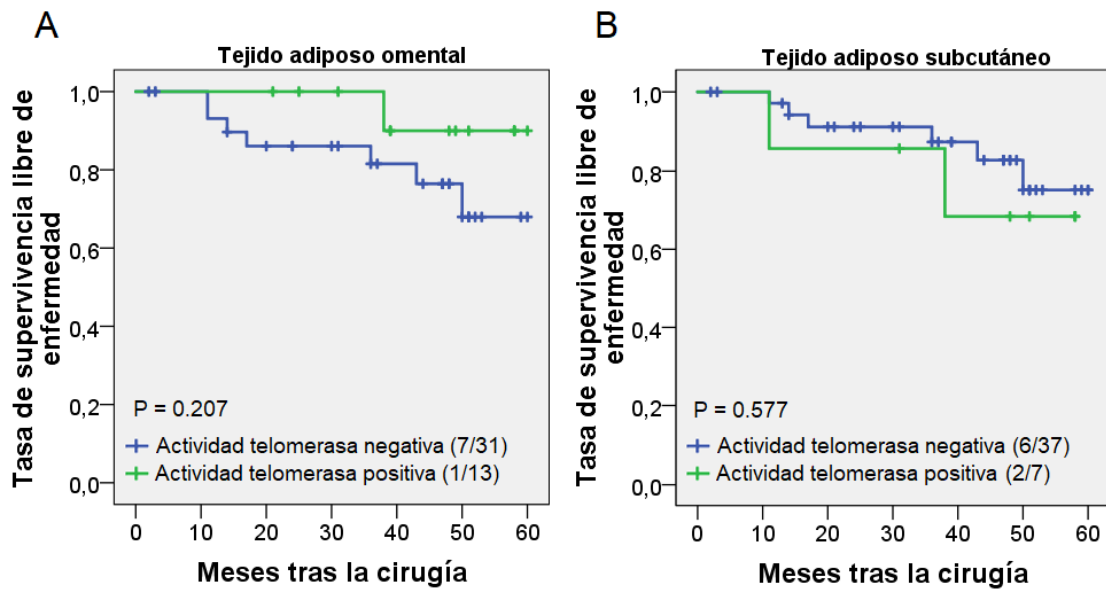 A
Tejido adiposo omental
Tasa de supervivencia libre de
enfermedad
1,0
0,8
0,6
0,4
0,2
0,0
P = 0.207
Actividad telomerasa negativa (7/31)
Actividad telomerasa positiva (1/13)
0 10 20 30 40 50 60
Meses tras la cirugía
B
Tejido adiposo subcutáneo
Tasa de supervivencia libre de
enfermedad
1,0
0,8
0,6
0,4
0,2
0,0
P = 0.577
Actividad telomerasa negativa (6/37)
Actividad telomerasa positiva (2/7)
0 10 20 30 40 50 60
Meses tras la cirugía